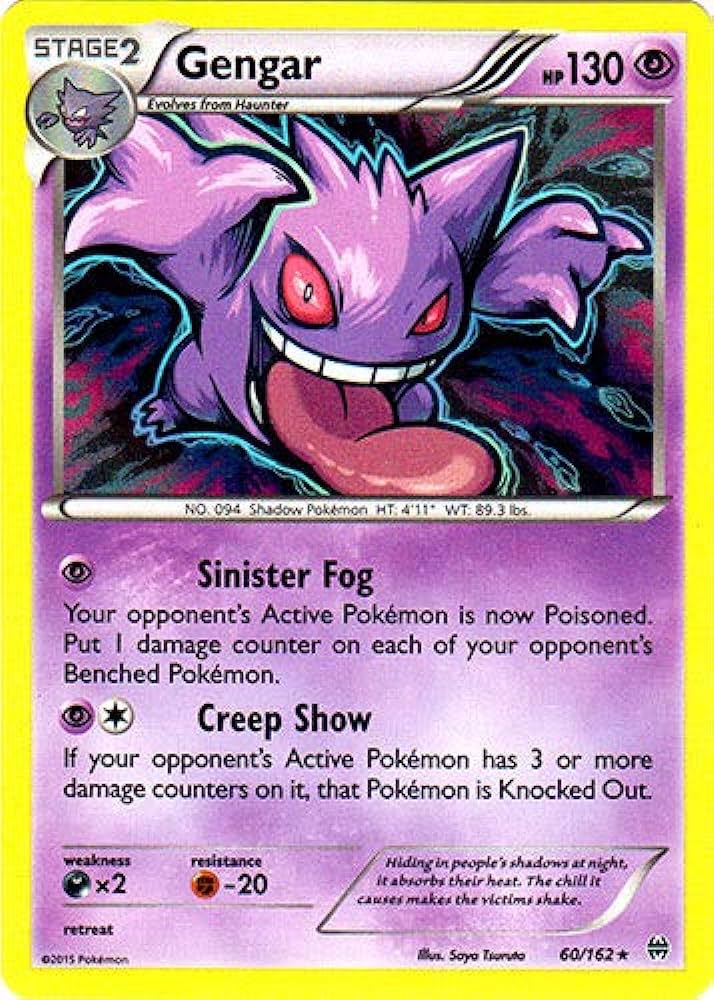 STAGE2
Gengar
HP 130
Evolves from Haunter
NO. 094 Shadow Pokémon HT: 4'11" WT: 89.3 lbs.
Sinister Fog
Your opponent's Active Pokémon is now Poisoned.
Put 1 damage counter on each of your opponent's
Benched Pokémon.
Creep Show
If your opponent's Active Pokémon has 3 or more
damage counters on it, that Pokémon is Knocked Out.
weakness
×2
resistance
-20
Hiding in people's shadows at night,
it absorbs their heat. The chill it
causes makes the victims shake.
retreat
©2015 Pokémon
Illus. Saya Tsuruta
60/162★